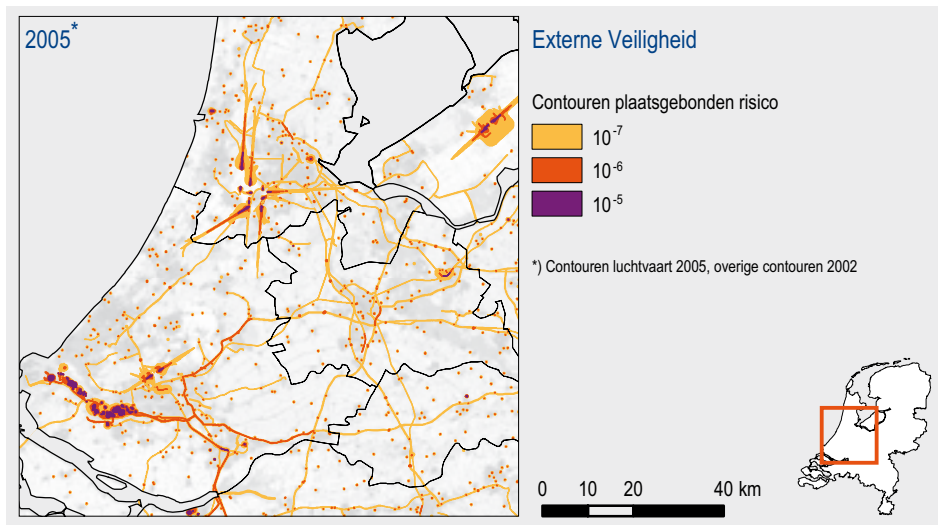 2005*
Externe Veiligheid
Contouren plaatsgebonden risico
10-7
10-6
10-5
*) Contouren luchtvaart 2005, overige contouren 2002
0 10 20 40 km